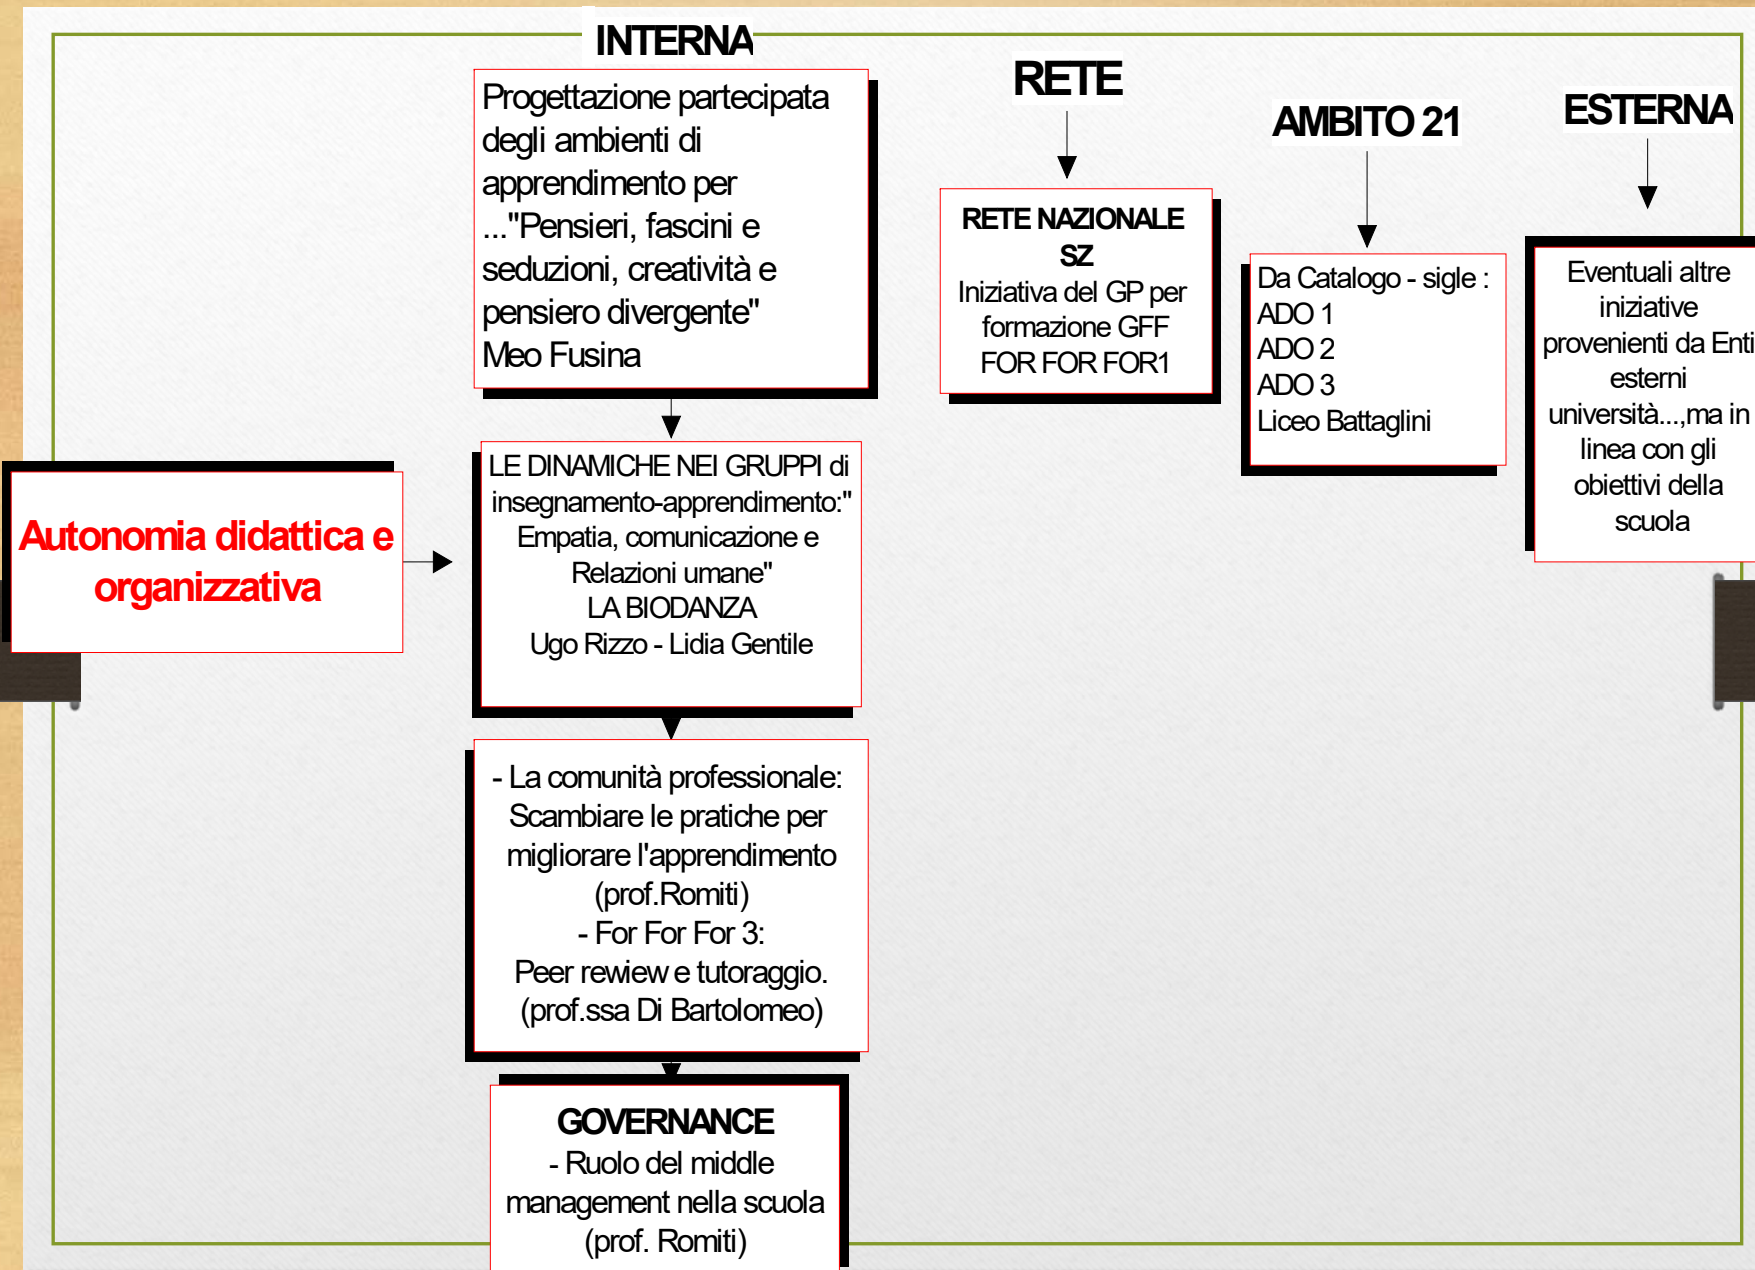 INTERNA
Progettazione partecipata
degli ambienti di
apprendimento per
..."Pensieri, fascini e
seduzioni, creatività e
pensiero divergente"
Meo Fusina
RETE
RETE NAZIONALE
SZ
Iniziativa del GP per
formazione GFF
FOR FOR FOR1
AMBITO 21
Da Catalogo - sigle :
ADO 1
ADO 2
ADO 3
Liceo Battaglini
ESTERNA
Eventuali altre
iniziative
provenienti da Enti
esterni
università...,ma in
linea con gli
obiettivi della
scuola
Autonomia didattica e
organizzativa
LE DINAMICHE NEI GRUPPI di
insegnamento-apprendimento:"
Empatia, comunicazione e
Relazioni umane"
LA BIODANZA
Ugo Rizzo - Lidia Gentile
- La comunità professionale:
Scambiare le pratiche per
migliorare l'apprendimento
(prof.Romiti)
- For For For 3:
Peer rewiew e tutoraggio.
(prof.ssa Di Bartolomeo)
GOVERNANCE
- Ruolo del middle
management nella scuola
(prof. Romiti)